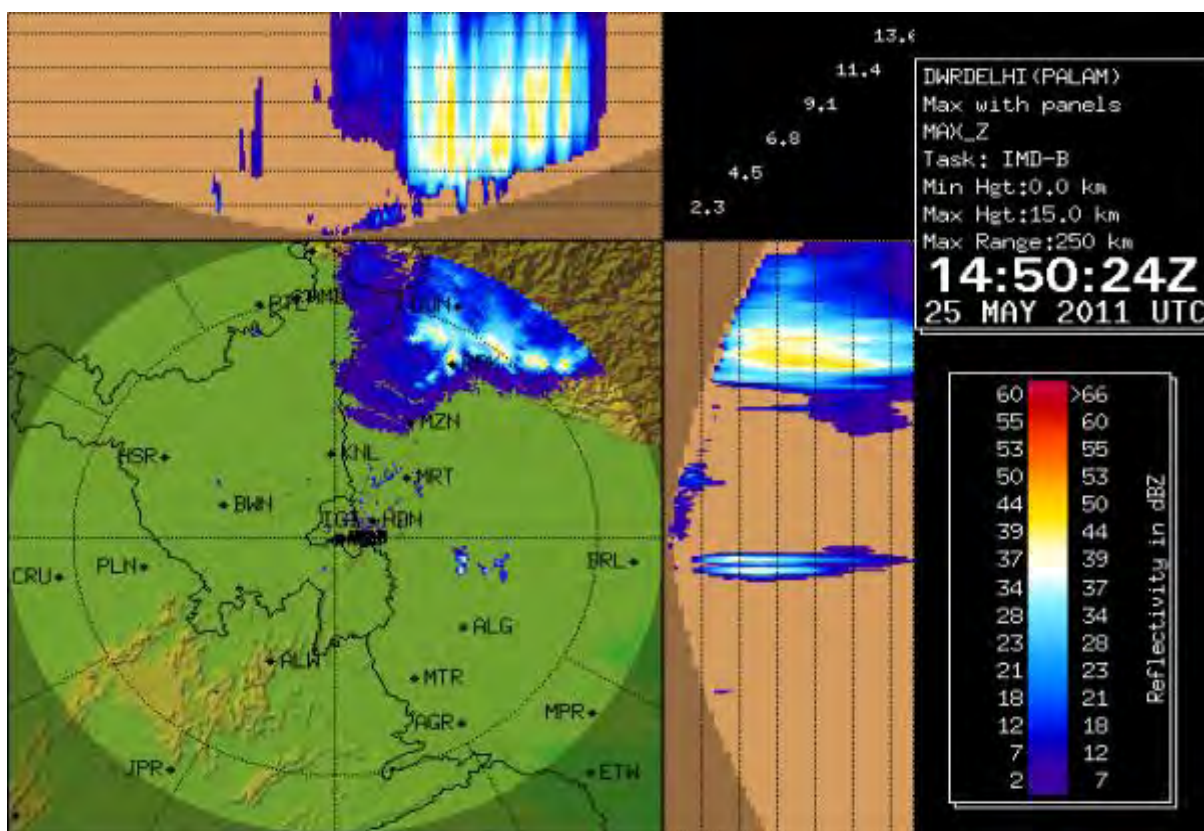 13.6
11.4
9.1
6.8
4.5
2.3
DWRDELHI(PALAM)
Max with panels
MAX_Z
Task: IMD-B
Min Hgt:0.0 km
Max Hgt:15.0 km
Max Range:250 km
14:50:24Z
25 MAY 2011 UTC
MZN
HSR
KNL
MRT
BWN
IGI
HDN
PLN
CRU
BRL
ALG
ALW
MTR
AGR
MPR
JPR
ETW
60 >66
55 60
53 55
50 53
44 50
39 44
37 39
34 37
28 34
23 28
21 23
18 21
12 18
7 12
2 7
Reflectivity in dBZ